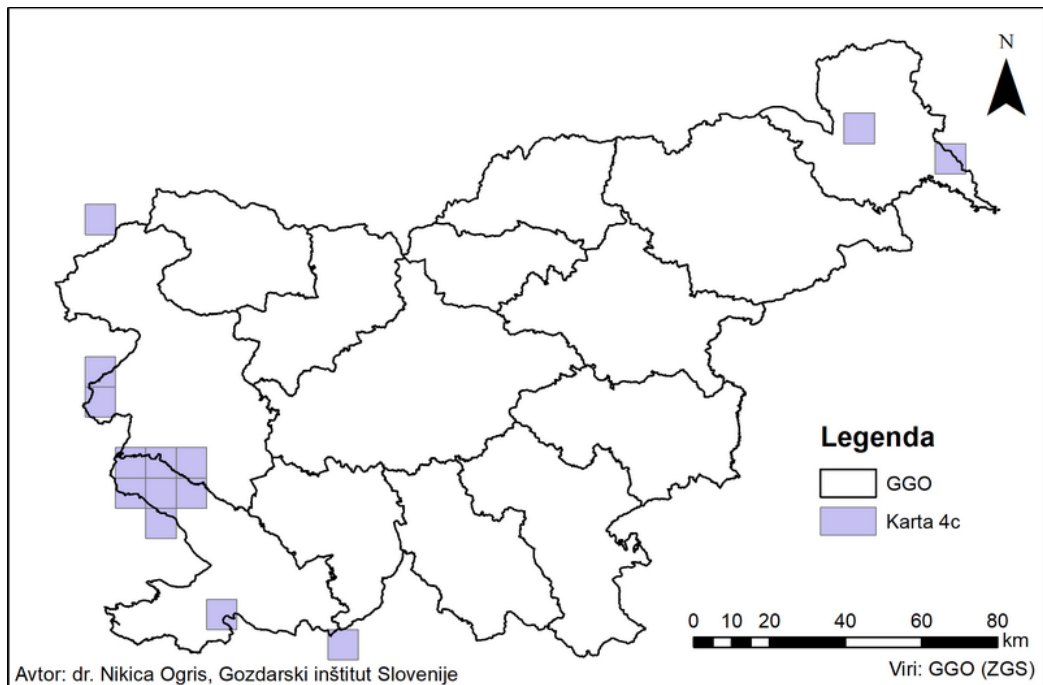 N
Legenda
GGO
Karta 4c
0 10 20 40 60 80
km
Avtor: dr. Nikica Ogris, Gozdarski inštitut Slovenije
Viri: GGO (ZGS)